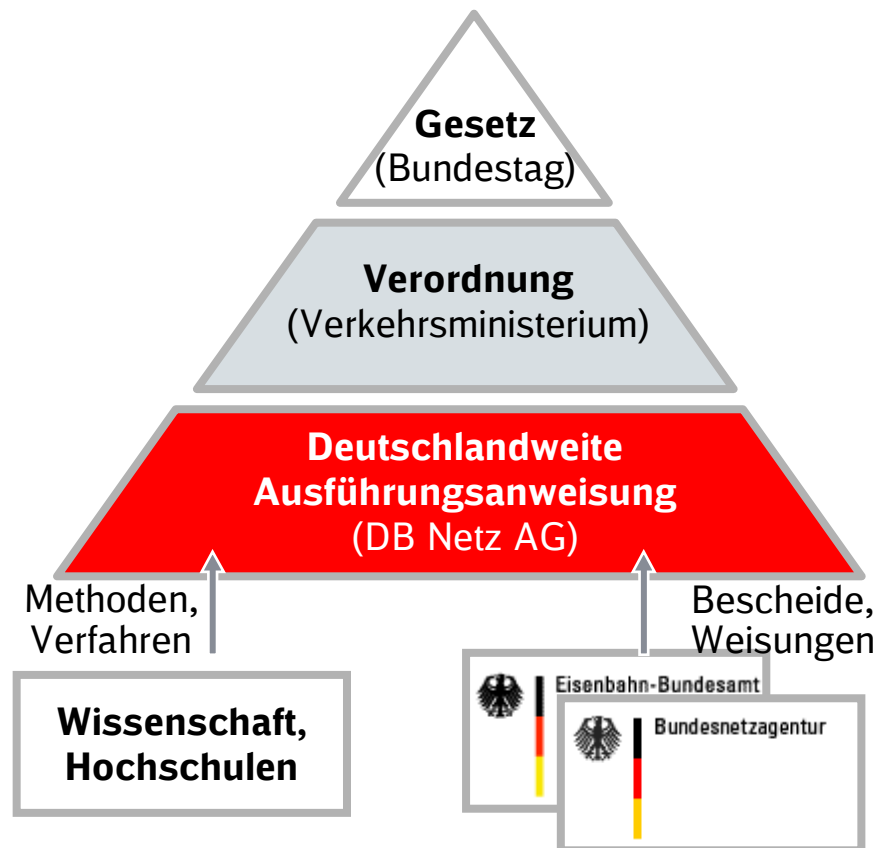 Gesetz
(Bundestag)
Verordnung
(Verkehrsministerium)
Deutschlandweite
Ausführungsanweisung
(DB Netz AG)
Methoden,
Verfahren
Bescheide,
Weisungen
Wissenschaft,
Hochschulen
Eisenbahn-Bundesamt
Bundesnetzagentur